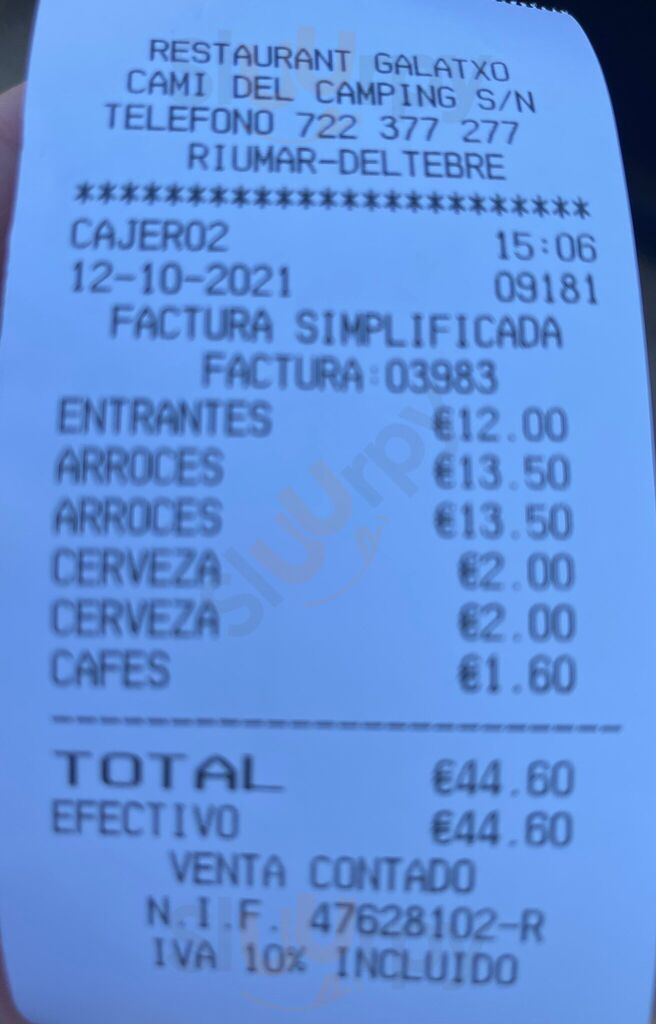 RESTAURANT GALATXO
CAMI DEL CAMPING S/N
TELEFONO 722 377 277
RIUMAR-DELTEBRE
**************************
CAJERO2 15:06
12-10-2021 09181
FACTURA SIMPLIFICADA
FACTURA:03983
ENTRANTES €12.00
ARROCES €13.50
ARROCES €13.50
CERVEZA €2.00
CERVEZA €2.00
CAFES €1.60
-----------------------------
TOTAL €44.60
EFECTIVO €44.60
VENTA CONTADO
N.I.F. 47628102-R
IVA 10% INCLUIDO
sluurpy